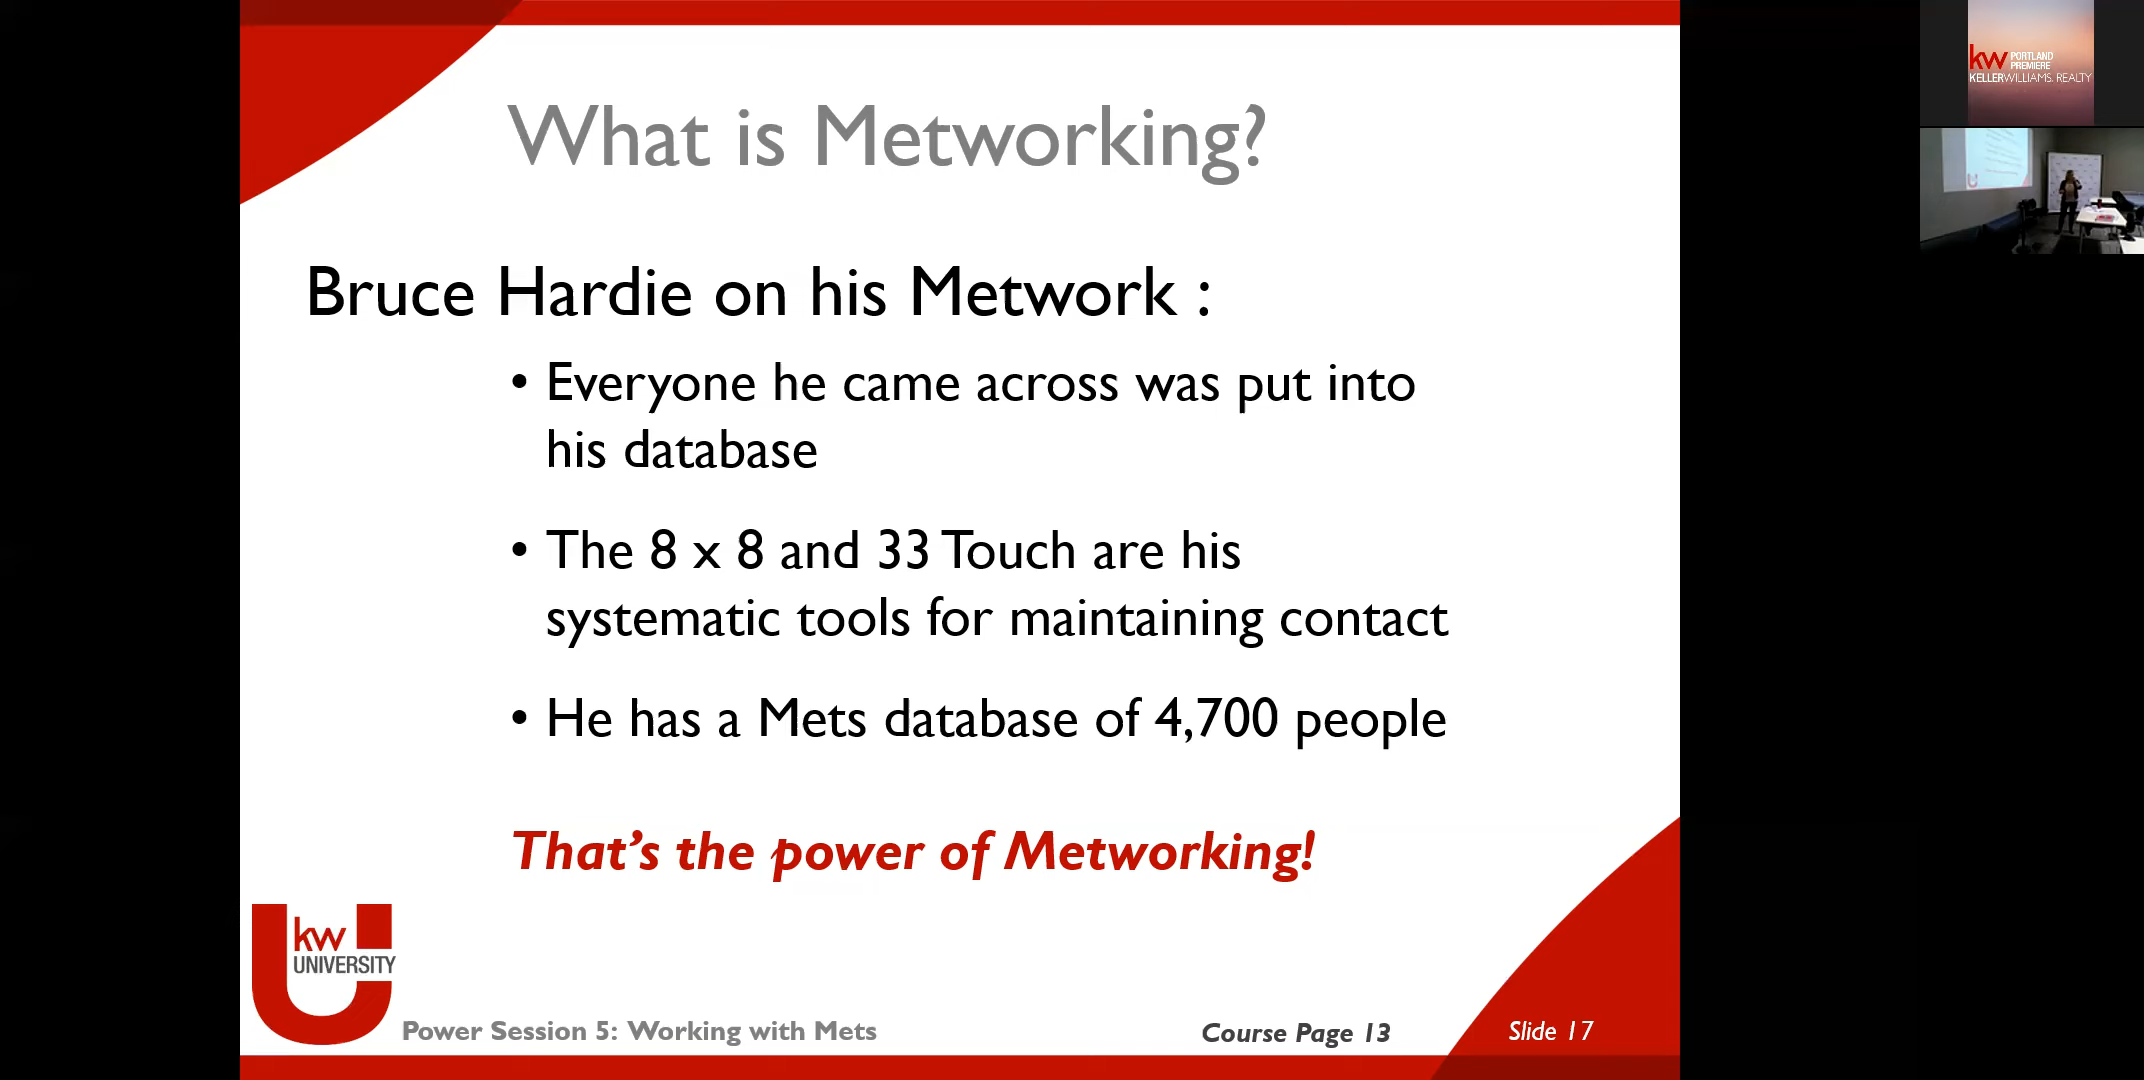 What is Metworking?
Bruce Hardie on his Metwork :
• Everyone he came across was put into
his database
• The 8 x 8 and 33 Touch are his
systematic tools for maintaining contact
• He has a Mets database of 4,700 people
That's the power of Metworking!
kw
UNIVERSITY
Power Session 5: Working with Mets
Course Page 13
Slide 17
kw PORTLAND
PREMIERE
KELLERWILLIAMS. REALTY